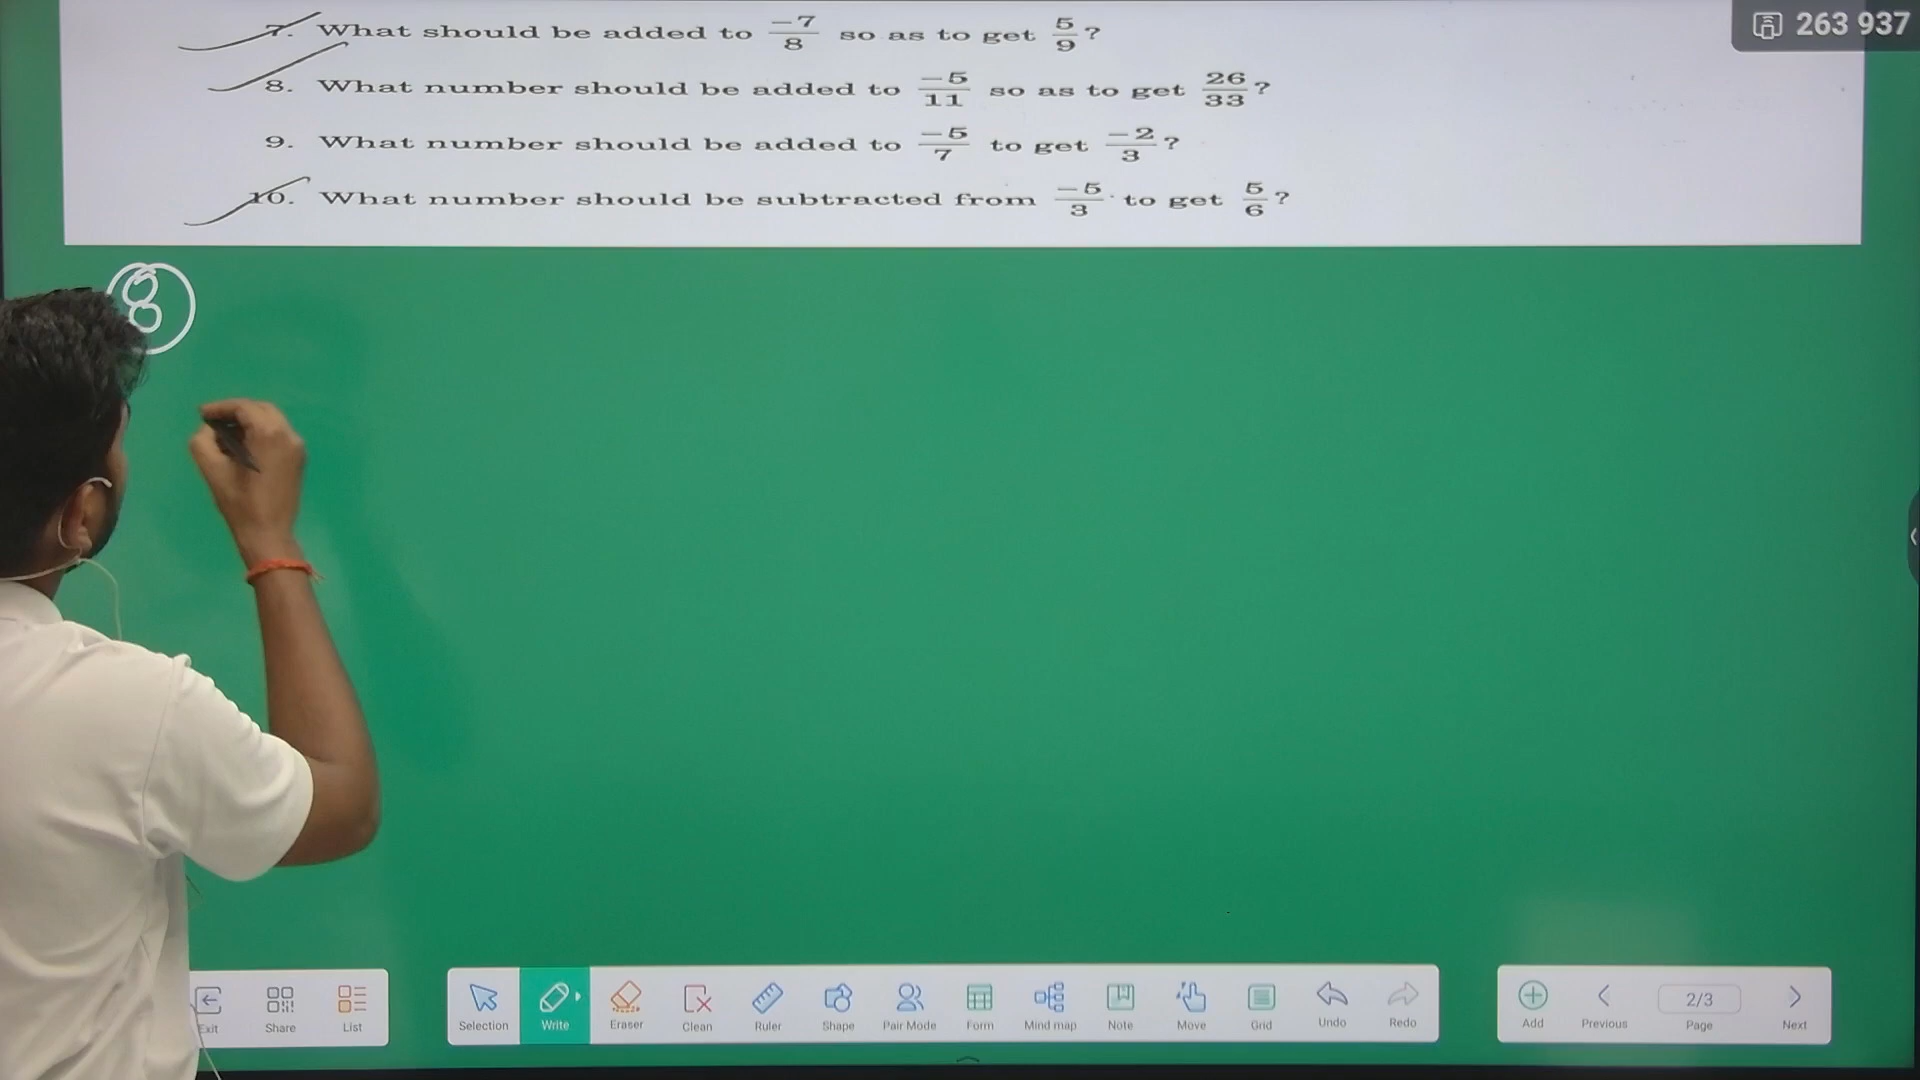 263 937
7. What should be added to -7/8 so as to get 5/9?
8. What number should be added to -5/11 so as to get 26/33?
9. What number should be added to -5/7 to get -2/3?
10. What number should be subtracted from -5/3 to get 5/6?
8
Exit Share List Selection Write Eraser Clean Ruler Shape Pair Mode Form Mind map Note Move Grid Undo Redo Add Previous 2/3 Page Next